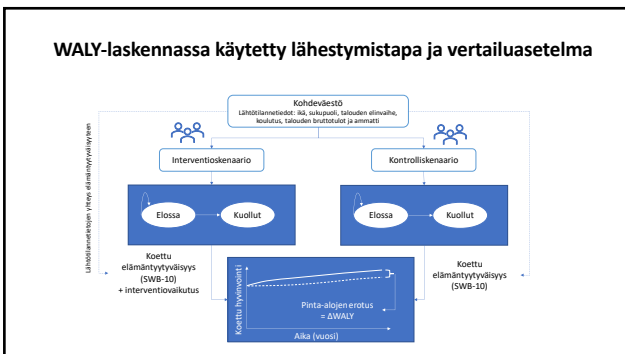 WALY-laskennassa käytetty lähestymistapa ja vertailuasetelma
Kohdeväestö
Lähtötilannetiedot: ikä, sukupuoli, talouden elinvaihe,
koulutus, talouden bruttotulot ja ammatti
Lähtötilannetietojen yhteys elämäntyytyväisyyteen
Interventioskenaario
Kontrolliskenaario
Elossa
Kuollut
Elossa
Kuollut
Koettu
elämäntyytyväisyys
(SWB-10)
+ interventiovaikutus
Koettu hyvinvointi
Pinta-alojen erotus
= ΔWALY
Aika (vuosi)
Koettu
elämäntyytyväisyys
(SWB-10)